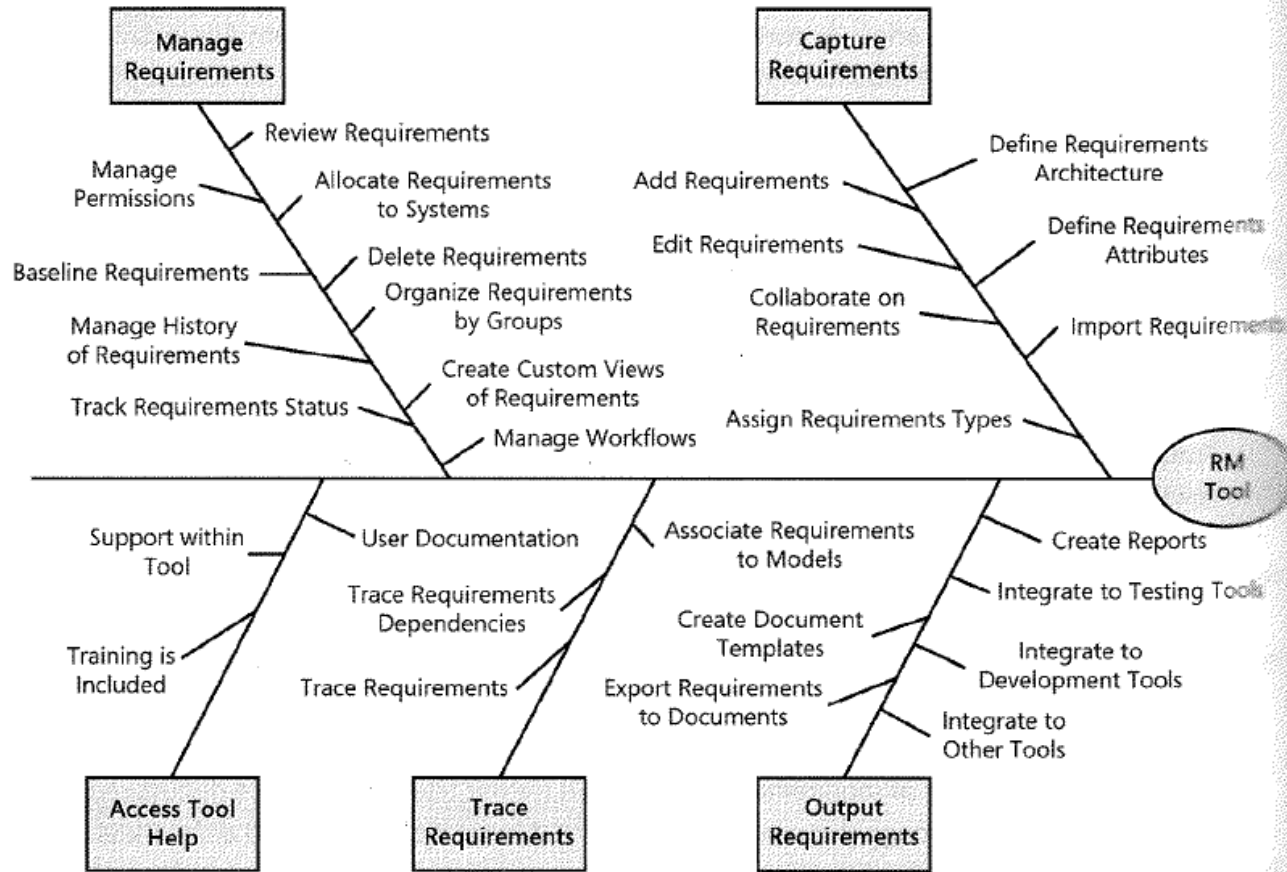 Manage
Requirements
Capture
Requirements
Review Requirements
Manage
Permissions
Allocate Requirements
to Systems
Baseline Requirements
Delete Requirements
Organize Requirements
by Groups
Manage History
of Requirements
Create Custom Views
of Requirements
Track Requirements Status
Manage Workflows
Define Requirements
Architecture
Add Requirements
Define Requirements
Attributes
Edit Requirements
Collaborate on
Requirements
Import Requirements
Assign Requirements Types
RM
Tool
Support within
Tool
User Documentation
Training is
Included
Associate Requirements
to Models
Trace Requirements
Dependencies
Trace Requirements
Create Reports
Integrate to Testing Tools
Create Document
Templates
Integrate to
Development Tools
Export Requirements
to Documents
Integrate to
Other Tools
Access Tool
Help
Trace
Requirements
Output
Requirements